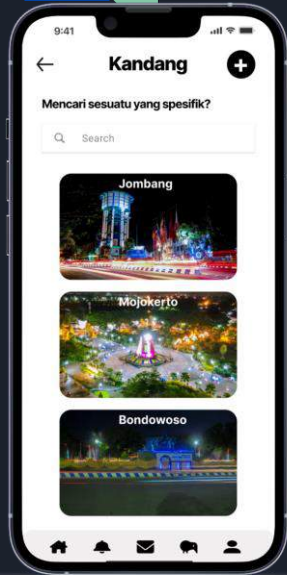 9:41
Kandang
Mencari sesuatu yang spesifik?
Search
Jombang
Mojokerto
Bondowoso